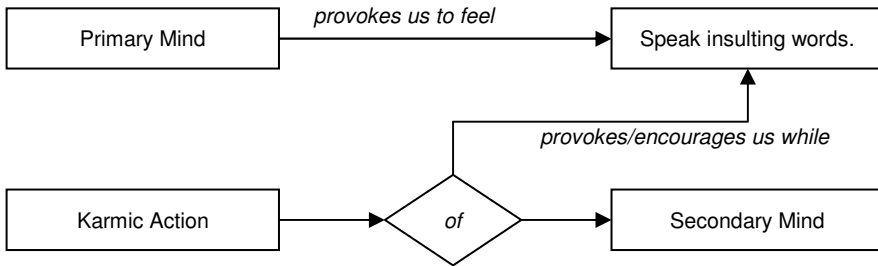 provokes us to feel
Primary Mind
Speak insulting words.
provokes/encourages us while
Karmic Action
of
Secondary Mind